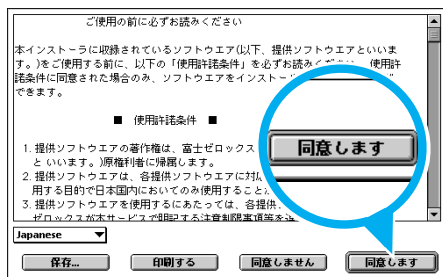 ご使用の前に必ずお読みください
本インストーラに収録されているソフトウエア(以下、提供ソフトウエアといいま
す。)をご使用する前に、以下の「使用許諾条件」を必ずお読みください。使用許
諾条件に同意された場合のみ、ソフトウエアをインスト
できます。
■ 使用許諾条件 ■
1. 提供ソフトウエアの著作権は、富士ゼロックス
といいます。)原権利者に帰属します。
2. 提供ソフトウエアは、各提供ソフトウエアに対応
用する目的で日本国内においてのみ使用すること
3. 提供ソフトウエアを使用するにあたっては、各提供
ゼロックスが本サービスで明記する注意制限事項等を
同意します
Japanese
保存...
印刷する
同意しません
同意します